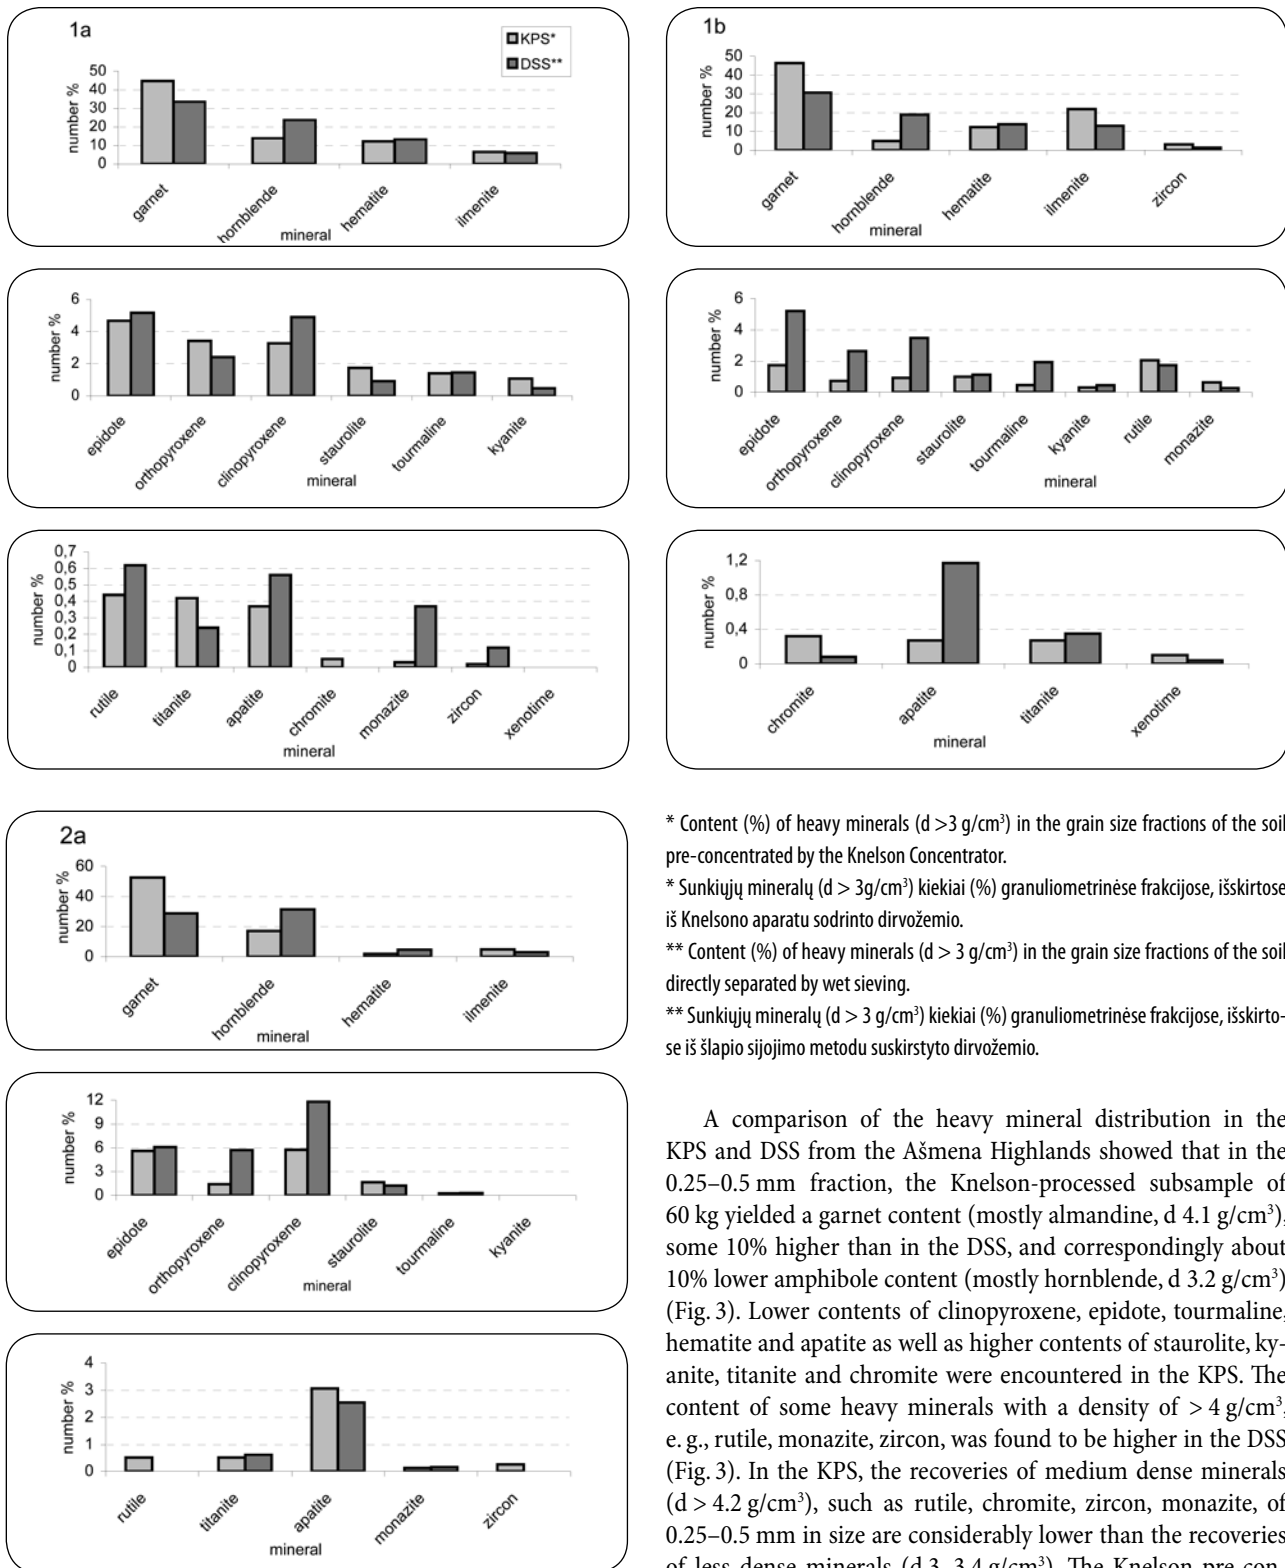 1a
KPS*
DSS**
50
40
30
20
10
0
number %
garnet
hornblende
hematite
ilmenite
mineral
6
4
2
0
number %
epidote
orthopyroxene
clinopyroxene
staurolite
tourmaline
kyanite
mineral
0,7
0,6
0,5
0,4
0,3
0,2
0,1
0
number %
rutile
titanite
apatite
chromite
monazite
zircon
xenotime
mineral
2a
60
40
20
0
number %
garnet
hornblende
hematite
ilmenite
mineral
12
9
6
3
0
number %
epidote
orthopyroxene
clinopyroxene
staurolite
tourmaline
kyanite
mineral
4
3
2
1
0
number %
rutile
titanite
apatite
monazite
zircon
1b
50
40
30
20
10
0
number %
garnet
hornblende
hematite
ilmenite
zircon
mineral
6
4
2
0
number %
epidote
orthopyroxene
clinopyroxene
staurolite
tourmaline
kyanite
rutile
monazite
mineral
1,2
0,8
0,4
0
number %
chromite
apatite
titanite
xenotime
mineral
* Content (%) of heavy minerals (d >3 g/cm³) in the grain size fractions of the soil
pre-concentrated by the Knelson Concentrator.
* Sunkiųjų mineralų (d > 3g/cm³) kiekiai (%) granuliometrinėse frakcijose, išskirtose
iš Knelsono aparatu sodrinto dirvožemio.
** Content (%) of heavy minerals (d > 3 g/cm³) in the grain size fractions of the soil
directly separated by wet sieving.
** Sunkiųjų mineralų (d > 3 g/cm³) kiekiai (%) granuliometrinėse frakcijose, išskirto-
se iš šlapio sijojimo metodu suskirstyto dirvožemio.
A comparison of the heavy mineral distribution in the
KPS and DSS from the Ašmena Highlands showed that in the
0.25–0.5 mm fraction, the Knelson-processed subsample of
60 kg yielded a garnet content (mostly almandine, d 4.1 g/cm³),
some 10% higher than in the DSS, and correspondingly about
10% lower amphibole content (mostly hornblende, d 3.2 g/cm³)
(Fig. 3). Lower contents of clinopyroxene, epidote, tourmaline,
hematite and apatite as well as higher contents of staurolite, ky-
anite, titanite and chromite were encountered in the KPS. The
content of some heavy minerals with a density of > 4 g/cm³,
e. g., rutile, monazite, zircon, was found to be higher in the DSS
(Fig. 3). In the KPS, the recoveries of medium dense minerals
(d > 4.2 g/cm³), such as rutile, chromite, zircon, monazite, of
0.25–0.5 mm in size are considerably lower than the recoveries
of less dense minerals (d 3–3.4 g/cm³). The Knelson pre-con-